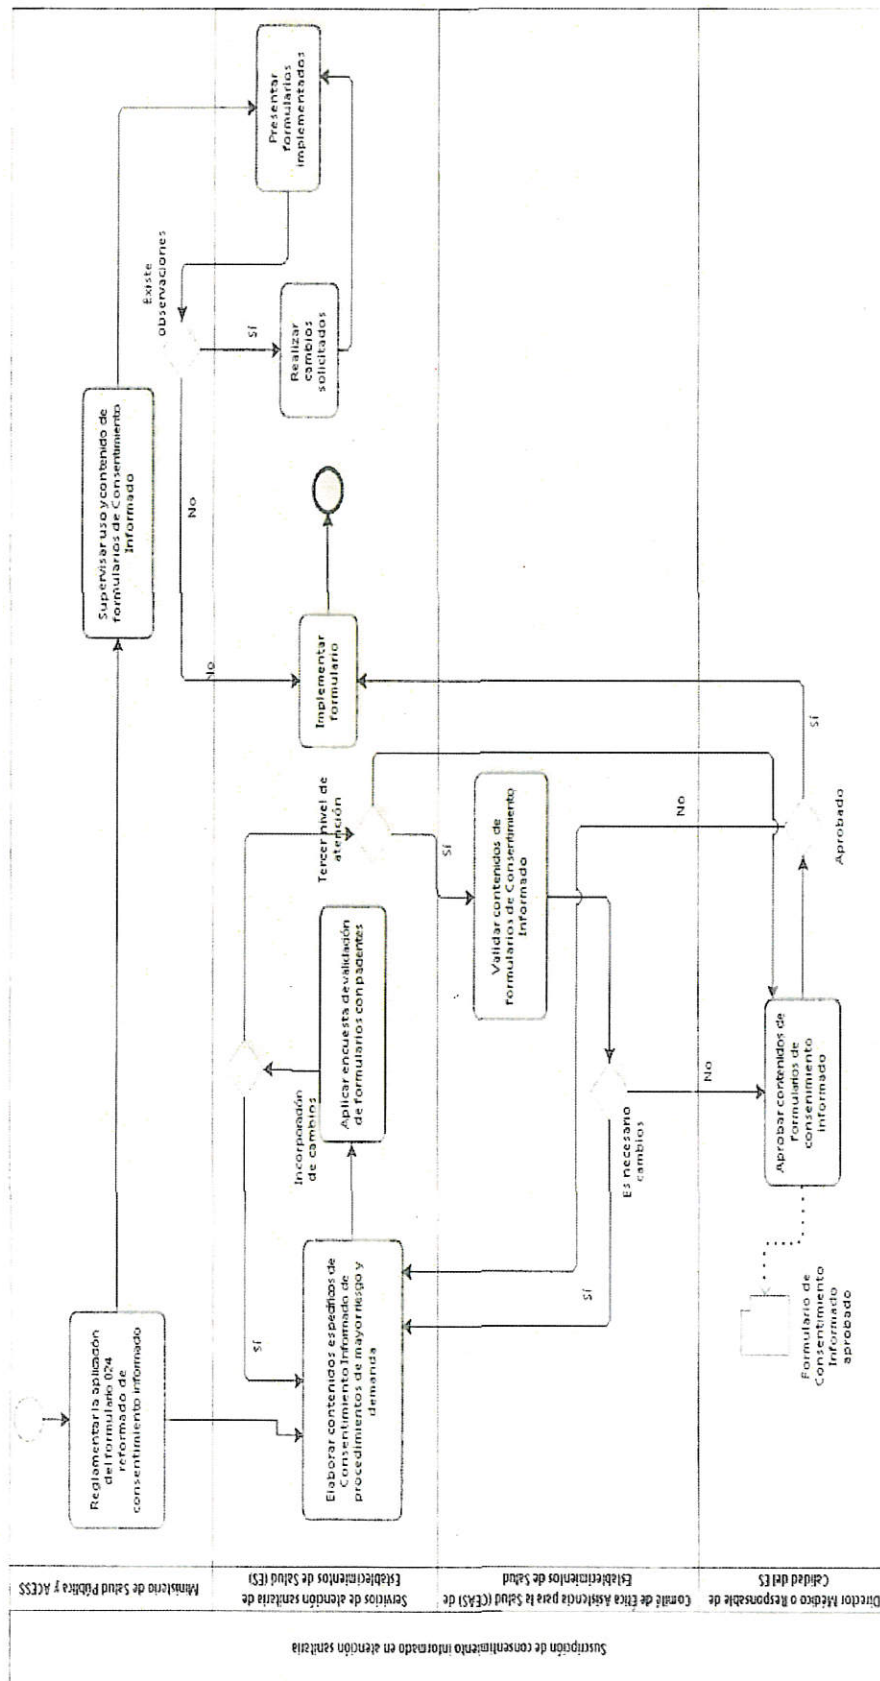 Suscripción de consentimiento informado en atención sanitaria
Ministerio de Salud Pública y ACESS
Reglamentar la aplicación
del formulario 024
reformado de
consentimiento informado
Supervisar uso y contenido de
formularios de Consentimiento
Informado
Existe
observaciones
No
No
Servicios de atención sanitaria de
Establecimientos de Salud (ES)
Elaborar contenidos específicos de
Consentimiento Informado de
procedimientos de mayor riesgo y
demanda
Sí
Incorporación
de cambios
Aplicar encuesta de validación
de formularios con pacientes
Tercer nivel de
atención
Implementar
formulario
Sí
Realizar
cambios
solicitados
Presentar
formularios
implementados
Comité de Ética Asistencia para la Salud (CEAS) de
Establecimientos de Salud
Sí
Validar contenidos de
formularios de Consentimiento
Informado
Sí
Es necesario
cambios
No
No
Director Médico o Responsable de
Calidad del ES
Formulario de
Consentimiento
Informado
aprobado
Aprobar contenidos de
Formularios de
consenimiento
informado
Aprobado
Sí